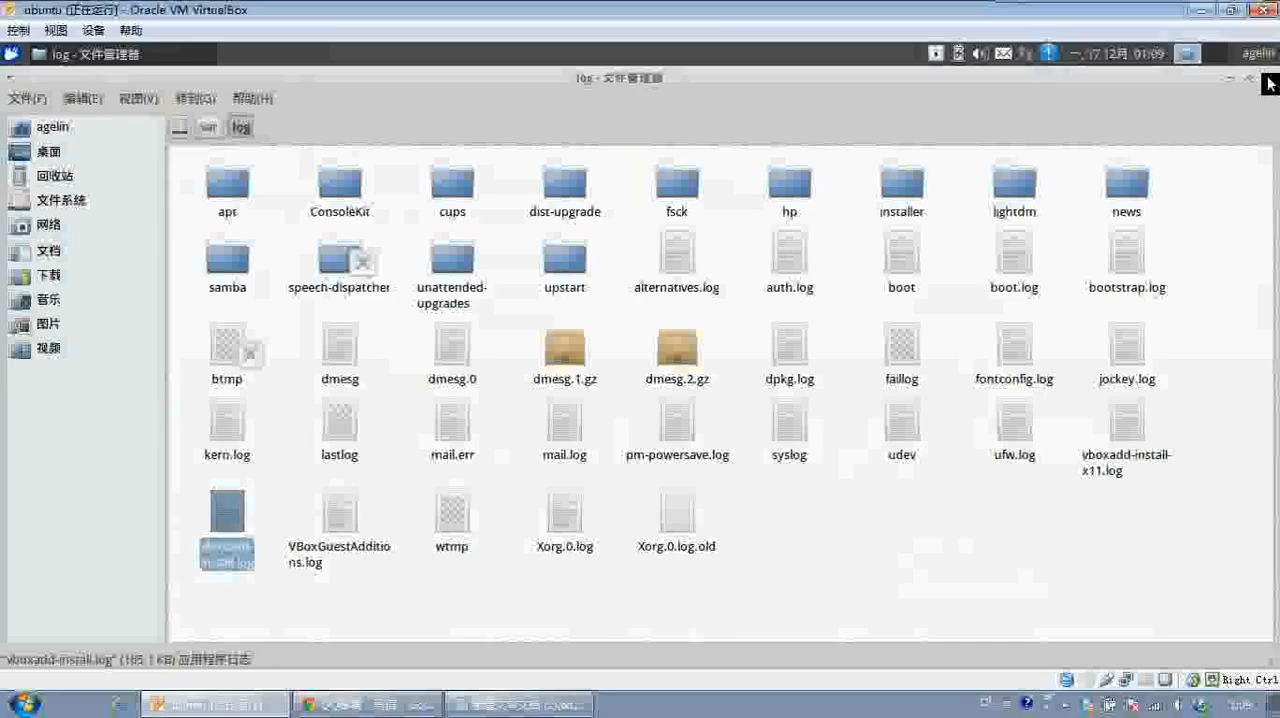 ubuntu [正在运行] - Oracle VM VirtualBox
控制 视图 设备 帮助
log - 文件管理器
一, 17 12月, 01:09 agelin
log - 文件管理器
文件(F) 编辑(E) 视图(V) 转到(G) 帮助(H)
var log
agelin
桌面
回收站
文件系统
网络
文档
下载
音乐
图片
视频
apt ConsoleKit cups dist-upgrade fsck hp installer lightdm news
samba speech-dispatcher unattended-upgrades upstart alternatives.log auth.log boot boot.log bootstrap.log
btmp dmesg dmesg.0 dmesg.1.gz dmesg.2.gz dpkg.log faillog fontconfig.log jockey.log
kern.log lastlog mail.err mail.log pm-powersave.log syslog udev ufw.log vboxadd-install-x11.log
VBoxGuestAdditions.log wtmp Xorg.0.log Xorg.0.log.old
"vboxadd-install.log" 应用程序日志
Right Ctrl